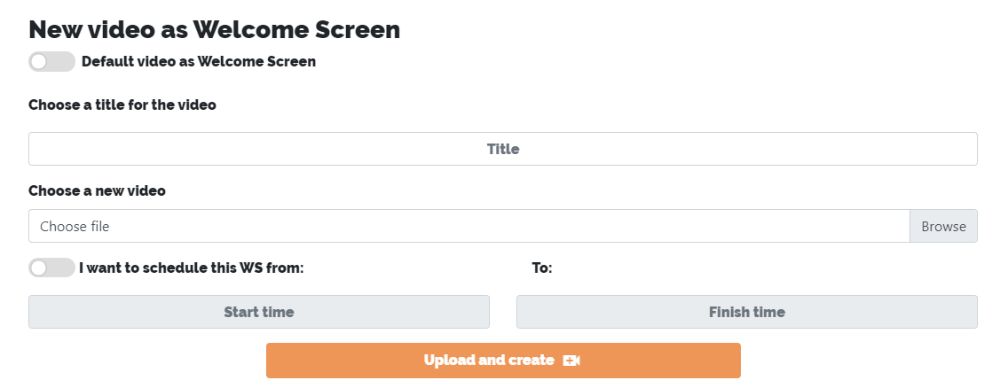 New video as Welcome Screen
Default video as Welcome Screen
Choose a title for the video
Title
Choose a new video
Choose file Browse
I want to schedule this WS from: To:
Start time Finish time
Upload and create